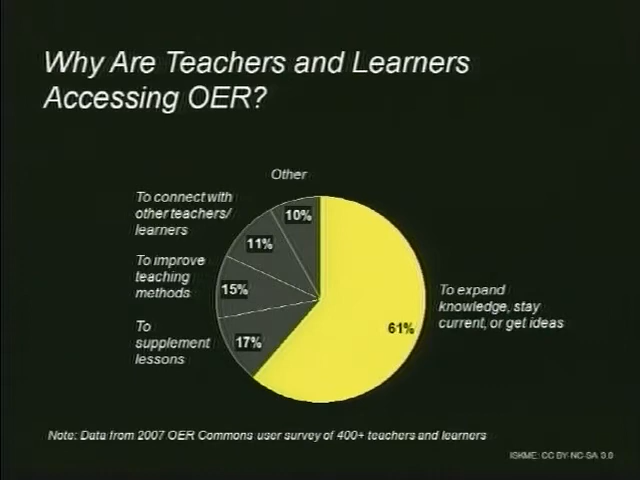 Why Are Teachers and Learners
Accessing OER?
Other
To connect with
other teachers/
learners
10%
11%
To improve
teaching
methods
15%
To
supplement
lessons
17%
61%
To expand
knowledge, stay
current, or get ideas
Note: Data from 2007 OER Commons user survey of 400+ teachers and learners
ISKME: CC BY-NC-SA 3.0